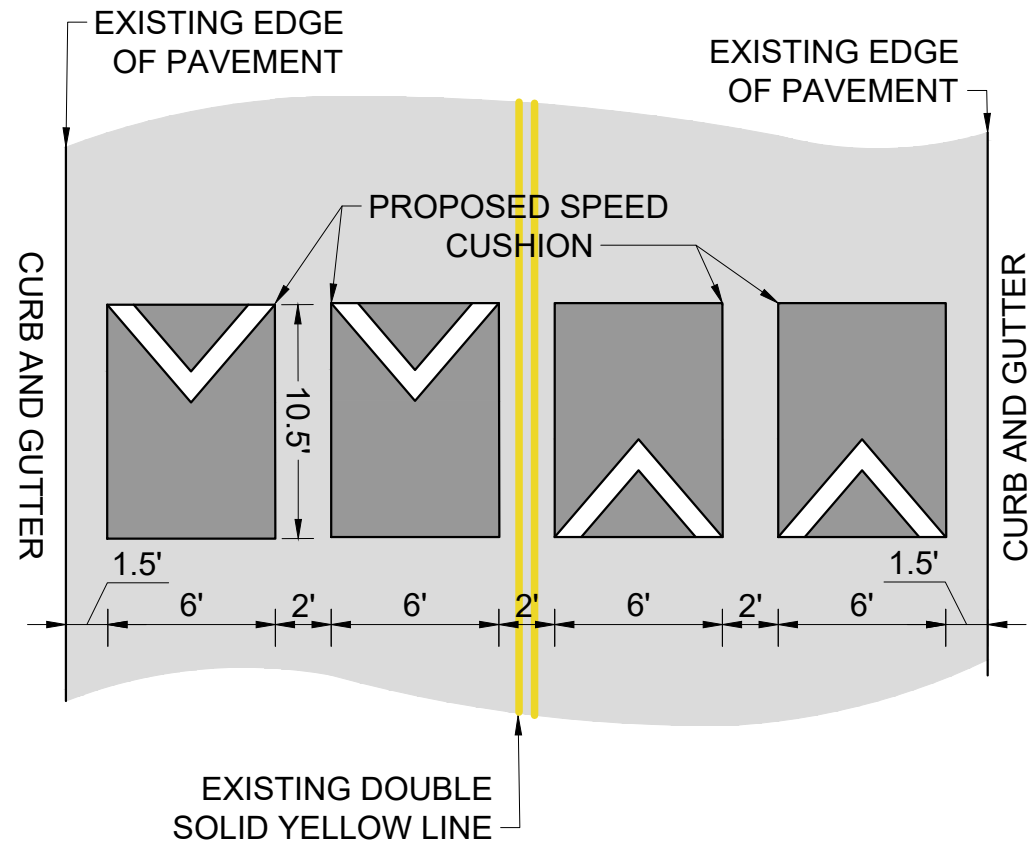 EXISTING EDGE
OF PAVEMENT
EXISTING EDGE
OF PAVEMENT
PROPOSED SPEED
CUSHION
CURB AND GUTTER
CURB AND GUTTER
10.5'
1.5'
1.5'
6'
2'
6'
2'
6'
2'
6'
EXISTING DOUBLE
SOLID YELLOW LINE